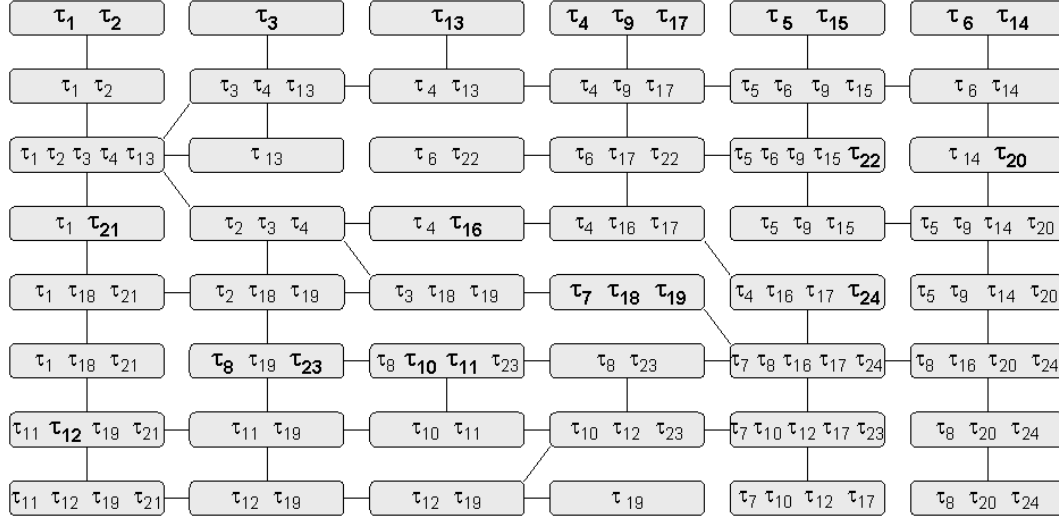 τ1 τ2 τ3 τ13 τ4 τ9 τ17 τ5 τ15 τ6 τ14
τ1 τ2 τ3 τ4 τ13 τ4 τ13 τ4 τ9 τ17 τ5 τ6 τ9 τ15 τ6 τ14
τ1 τ2 τ3 τ4 τ13 τ13 τ6 τ22 τ6 τ17 τ22 τ5 τ6 τ9 τ15 τ22 τ14 τ20
τ1 τ21 τ2 τ3 τ4 τ4 τ16 τ4 τ16 τ17 τ5 τ9 τ15 τ5 τ9 τ14 τ20
τ1 τ18 τ21 τ2 τ18 τ19 τ3 τ18 τ19 τ7 τ18 τ19 τ4 τ16 τ17 τ24 τ5 τ9 τ14 τ20
τ1 τ18 τ21 τ8 τ19 τ23 τ8 τ10 τ11 τ23 τ8 τ23 τ7 τ8 τ16 τ17 τ24 τ8 τ16 τ20 τ24
τ11 τ12 τ19 τ21 τ11 τ19 τ10 τ11 τ10 τ12 τ23 τ7 τ10 τ12 τ17 τ23 τ8 τ20 τ24
τ11 τ12 τ19 τ21 τ12 τ19 τ12 τ19 τ19 τ7 τ10 τ12 τ17 τ8 τ20 τ24